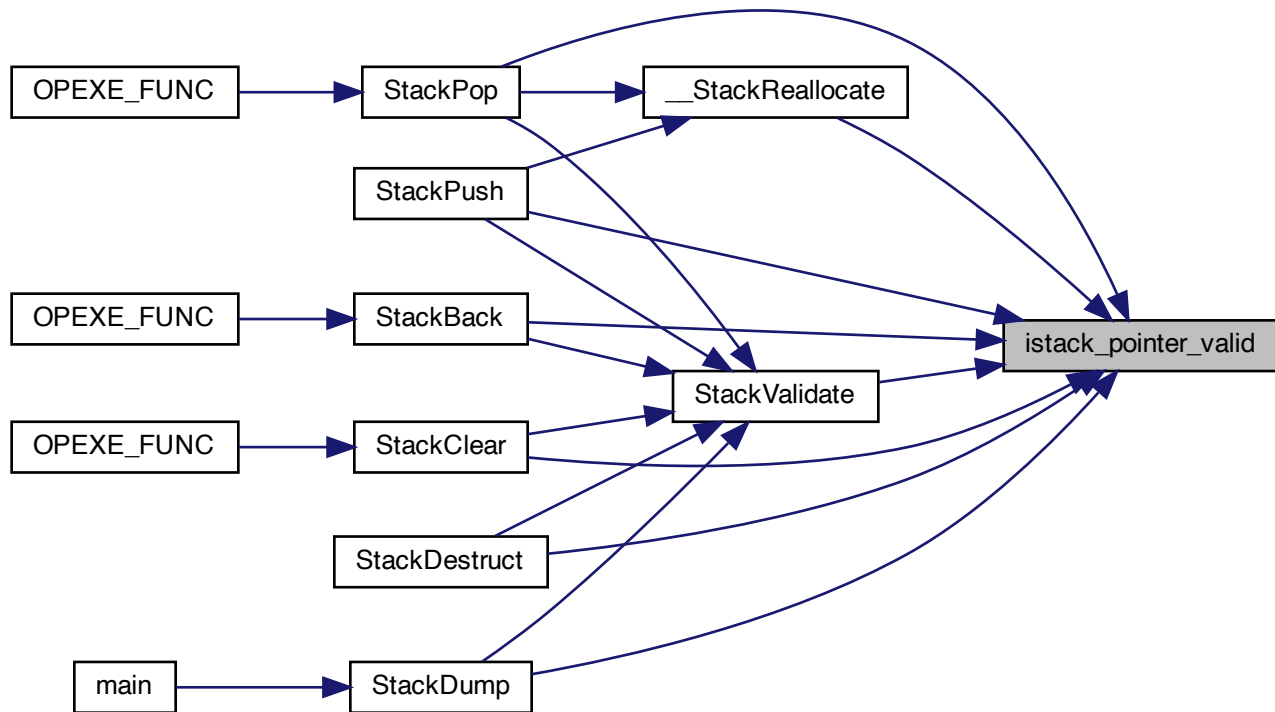 OPEXE_FUNC
StackPop
__StackReallocate
StackPush
OPEXE_FUNC
StackBack
istack_pointer_valid
StackValidate
OPEXE_FUNC
StackClear
StackDestruct
main
StackDump